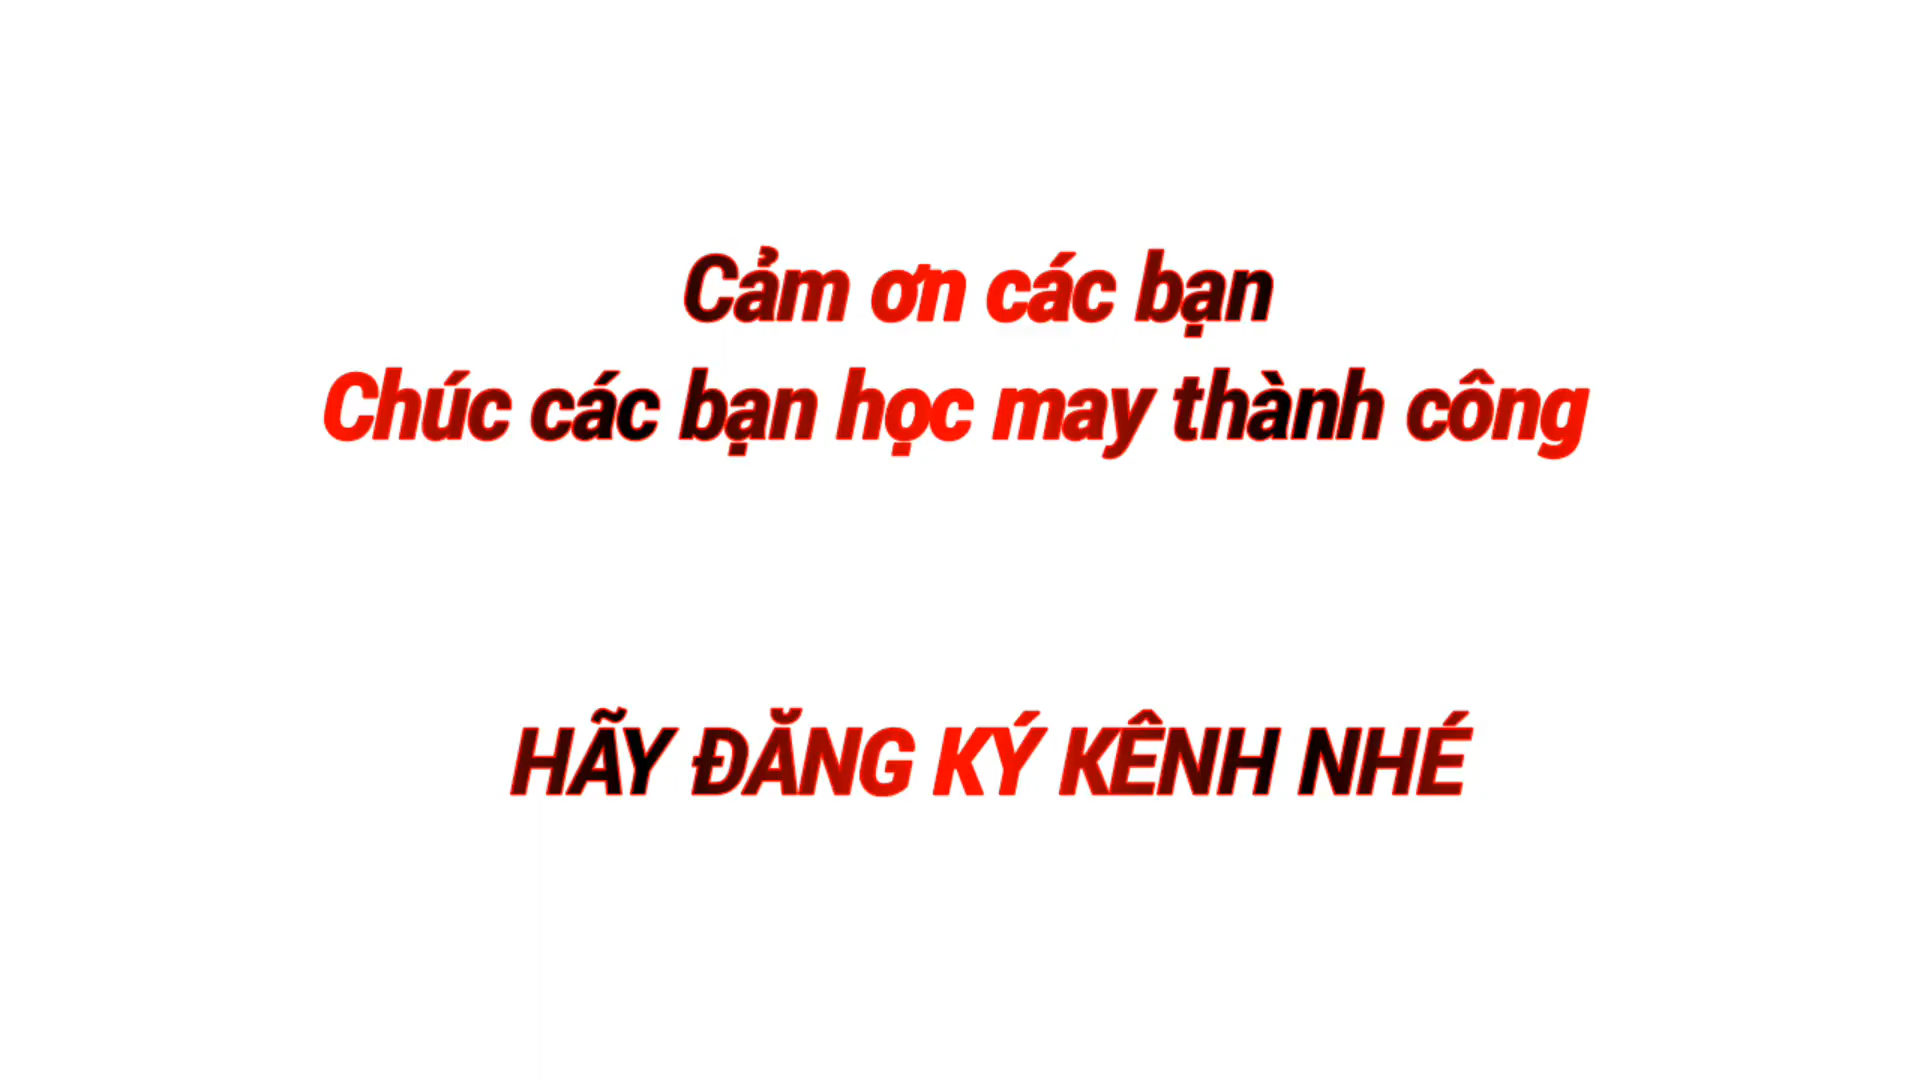 Cảm ơn các bạn
Chúc các bạn học may thành công
HÃY ĐĂNG KÝ KÊNH NHÉ